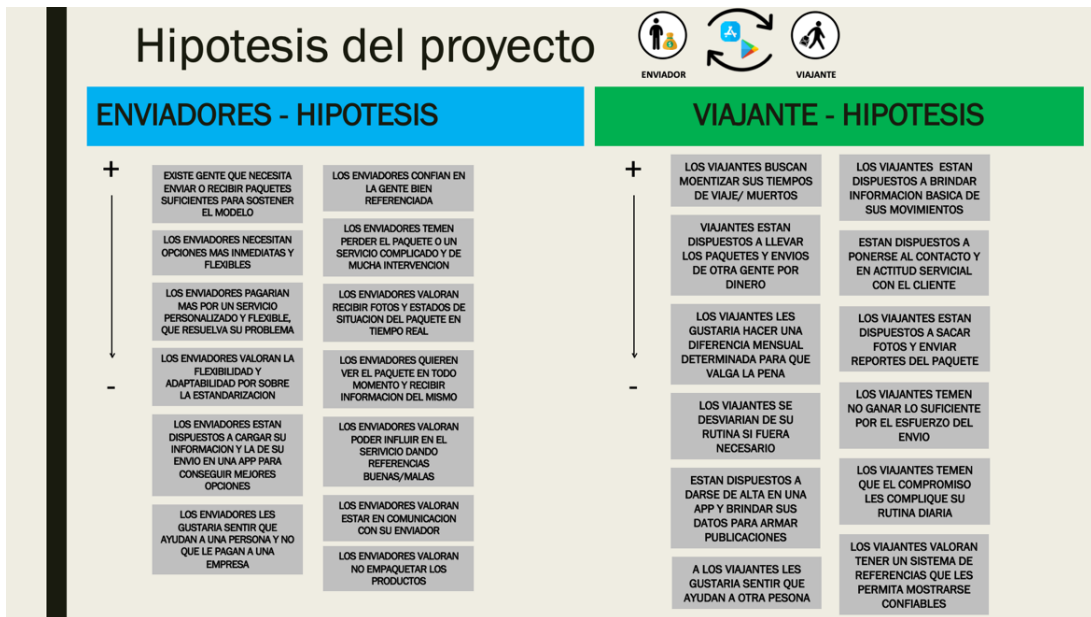 Hipotesis del proyecto
ENVIADOR
VIAJANTE
ENVIADORES - HIPOTESIS
+
-
EXISTE GENTE QUE NECESITA
ENVIAR O RECIBIR PAQUETES
SUFICIENTES PARA SOSTENER
EL MODELO
LOS ENVIADORES NECESITAN
OPCIONES MAS INMEDIATAS Y
FLEXIBLES
LOS ENVIADORES PAGARIAN
MAS POR UN SERVICIO
PERSONALIZADO Y FLEXIBLE,
QUE RESUELVA SU PROBLEMA
LOS ENVIADORES VALORAN LA
FLEXIBILIDAD Y
ADAPTABILIDAD POR SOBRE
LA ESTANDARIZACION
LOS ENVIADORES ESTAN
DISPUESTOS A CARGAR SU
INFORMACION Y LA DE SU
ENVIO EN UNA APP PARA
CONSEGUIR MEJORES
OPCIONES
LOS ENVIADORES LES
GUSTARIA SENTIR QUE
AYUDAN A UNA PERSONA Y NO
QUE LE PAGAN A UNA
EMPRESA
LOS ENVIADORES CONFIAN EN
LA GENTE BIEN
REFERENCIADA
LOS ENVIADORES TEMEN
PERDER EL PAQUETE O UN
SERVICIO COMPLICADO Y DE
MUCHA INTERVENCION
LOS ENVIADORES VALORAN
RECIBIR FOTOS Y ESTADOS DE
SITUACION DEL PAQUETE EN
TIEMPO REAL
LOS ENVIADORES QUIEREN
VER EL PAQUETE EN TODO
MOMENTO Y RECIBIR
INFORMACION DEL MISMO
LOS ENVIADORES VALORAN
PODER INFLUIR EN EL
SERIVICIO DANDO
REFERENCIAS
BUENAS/MALAS
LOS ENVIADORES VALORAN
ESTAR EN COMUNICACION
CON SU ENVIADOR
LOS ENVIADORES VALORAN
NO EMPAQUETAR LOS
PRODUCTOS
VIAJANTE - HIPOTESIS
+
-
LOS VIAJANTES BUSCAN
MOENTIZAR SUS TIEMPOS
DE VIAJE/ MUERTOS
VIAJANTES ESTAN
DISPUESTOS A LLEVAR
LOS PAQUETES Y ENVIOS
DE OTRA GENTE POR
DINERO
LOS VIAJANTES LES
GUSTARIA HACER UNA
DIFERENCIA MENSUAL
DETERMINADA PARA QUE
VALGA LA PENA
LOS VIAJANTES SE
DESVIARIAN DE SU
RUTINA SI FUERA
NECESARIO
ESTAN DISPUESTOS A
DARSE DE ALTA EN UNA
APP Y BRINDAR SUS
DATOS PARA ARMAR
PUBLICACIONES
A LOS VIAJANTES LES
GUSTARIA SENTIR QUE
AYUDAN A OTRA PESONA
LOS VIAJANTES ESTAN
DISPUESTOS A BRINDAR
INFORMACION BASICA DE
SUS MOVIMIENTOS
ESTAN DISPUESTOS A
PONERSE AL CONTACTO Y
EN ACTITUD SERVICIAL
CON EL CLIENTE
LOS VIAJANTES ESTAN
DISPUESTOS A SACAR
FOTOS Y ENVIAR
REPORTES DEL PAQUETE
LOS VIAJANTES TEMEN
NO GANAR LO SUFICIENTE
POR EL ESFUERZO DEL
ENVIO
LOS VIAJANTES TEMEN
QUE EL COMPROMISO
LES COMPLIQUE SU
RUTINA DIARIA
LOS VIAJANTES VALORAN
TENER UN SISTEMA DE
REFERENCIAS QUE LES
PERMITA MOSTRARSE
CONFIABLES